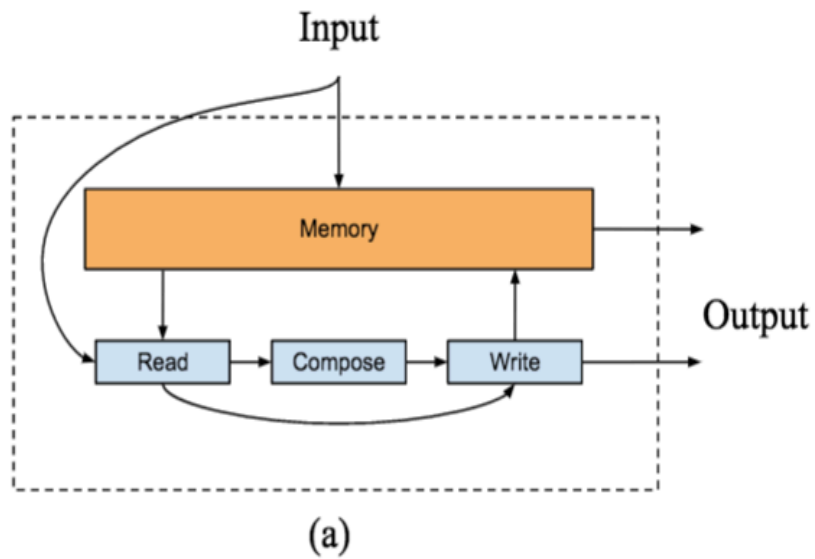 Input
Memory
Output
Read
Compose
Write
(a)